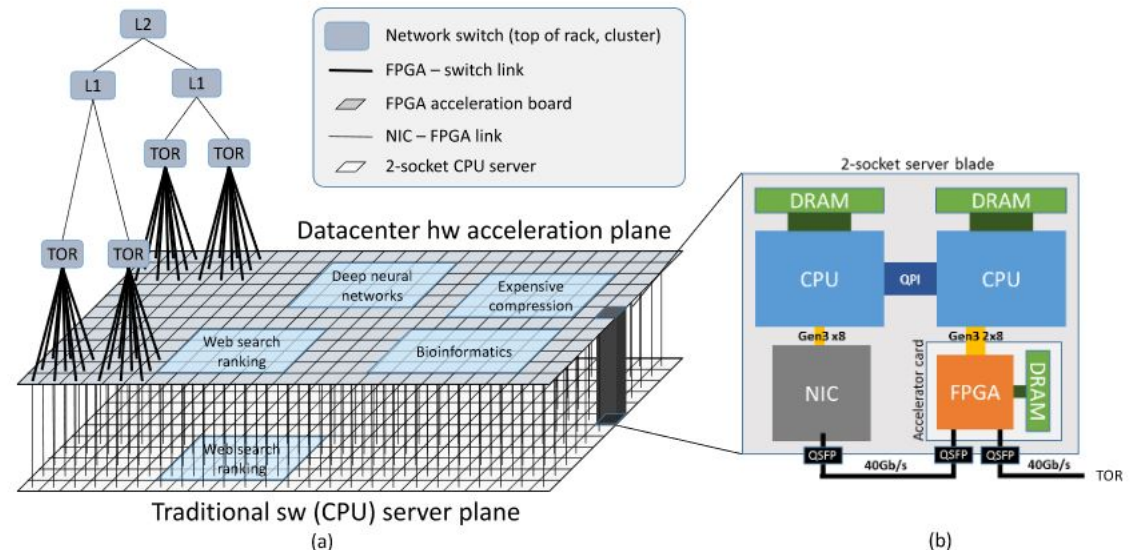 L2
L1
L1
TOR
TOR
TOR
TOR
Network switch (top of rack, cluster)
FPGA – switch link
FPGA acceleration board
NIC – FPGA link
2-socket CPU server
Datacenter hw acceleration plane
Deep neural
networks
Expensive
compression
Web search
ranking
Bioinformatics
Web search
ranking
Traditional sw (CPU) server plane
(a)
2-socket server blade
DRAM
DRAM
CPU
QPI
CPU
Gen3 x8
Gen3 2x8
NIC
Accelerator card
FPGA
DRAM
QSFP
QSFP
QSFP
40Gb/s
40Gb/s
TOR
(b)